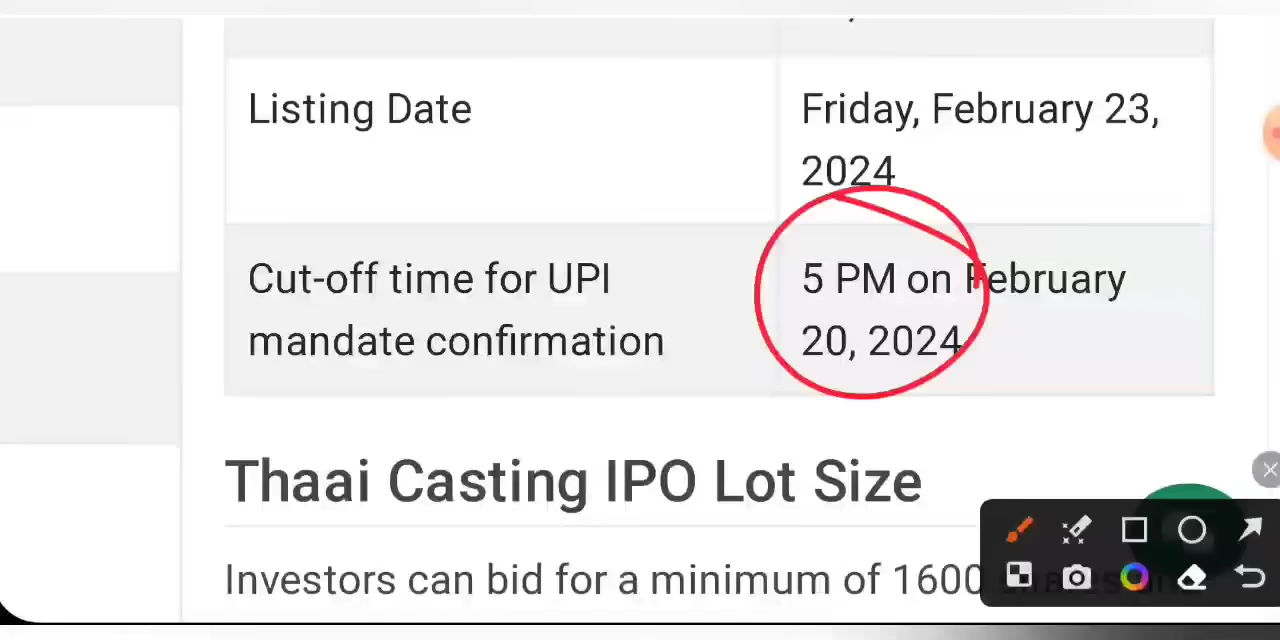 Listing Date
Friday, February 23,
2024
Cut-off time for UPI
mandate confirmation
5 PM on February
20, 2024
Thaai Casting IPO Lot Size
Investors can bid for a minimum of 1600